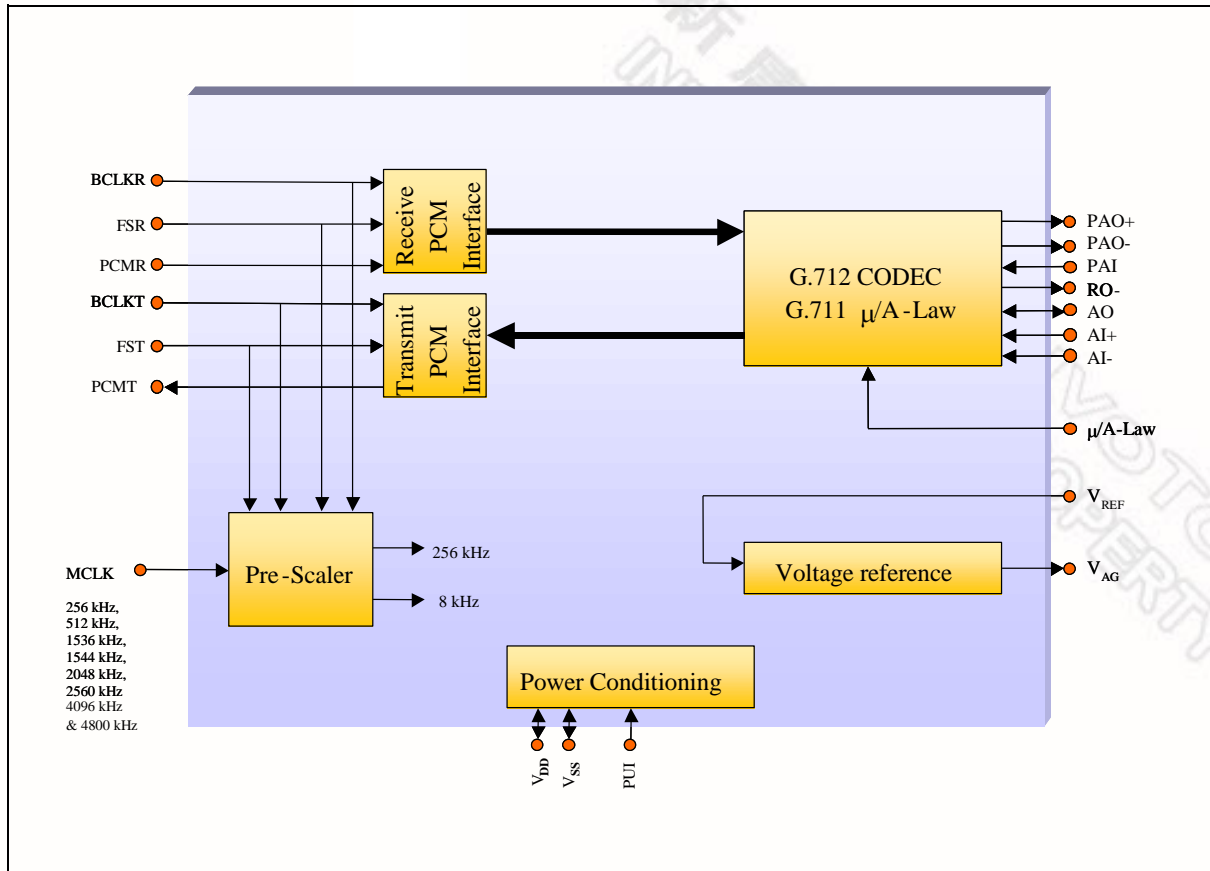 新
BCLKR
FSR
PCMR
BCLKT
FST
PCMT
Receive
PCM
Interface
Transmit
PCM
Interface
G.712 CODEC
G.711 μ/A-Law
PAO+
PAO-
PAI
RO-
AO
AI+
AI-
μ/A-Law
VREF
VAG
Voltage reference
MCLK
256 kHz,
512 kHz,
1536 kHz,
1544 kHz,
2048 kHz,
2560 kHz
4096 kHz
& 4800 kHz
Pre-Scaler
256 kHz
8 kHz
Power Conditioning
VDD
VSS
PUI